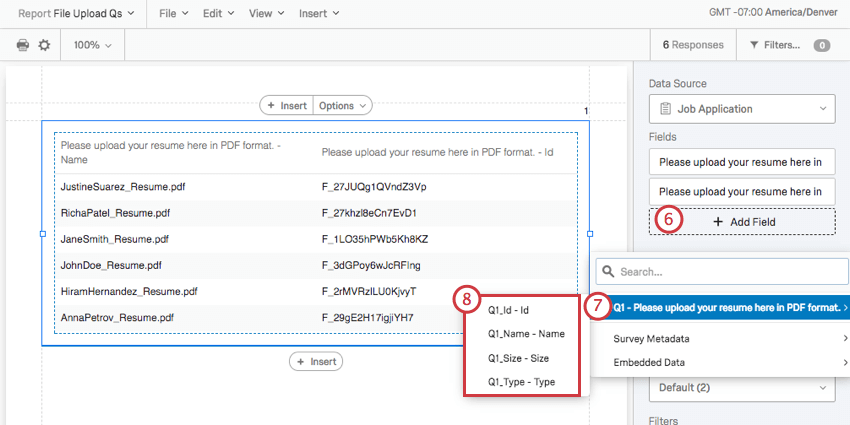 Report File Upload Qs File Edit View Insert GMT -07:00 America/Denver
100% 6 Responses Filters... 0
Insert Options
1
Please upload your resume here in PDF format. -
Name
Please upload your resume here in PDF format. - Id
JustineSuarez_Resume.pdf F_27JUQg1QVndZ3Vp
RichaPatel_Resume.pdf F_27khzl8eCn7EvD1
JaneSmith_Resume.pdf F_1LO35hPWb5Kh8KZ
JohnDoe_Resume.pdf F_3dGPoy6wJcRFIng
HiramHernandez_Resume.pdf F_2rMVRzILU0KjvyT
AnnaPetrov_Resume.pdf F_29gE2H17igjiYH7
Insert
Data Source
Job Application
Fields
Please upload your resume here in
Please upload your resume here in
6 + Add Field
Search...
7 Q1 - Please upload your resume here in PDF format.
Survey Metadata
Embedded Data
8
Q1_Id - Id
Q1_Name - Name
Q1_Size - Size
Q1_Type - Type
Default (2)
Filters